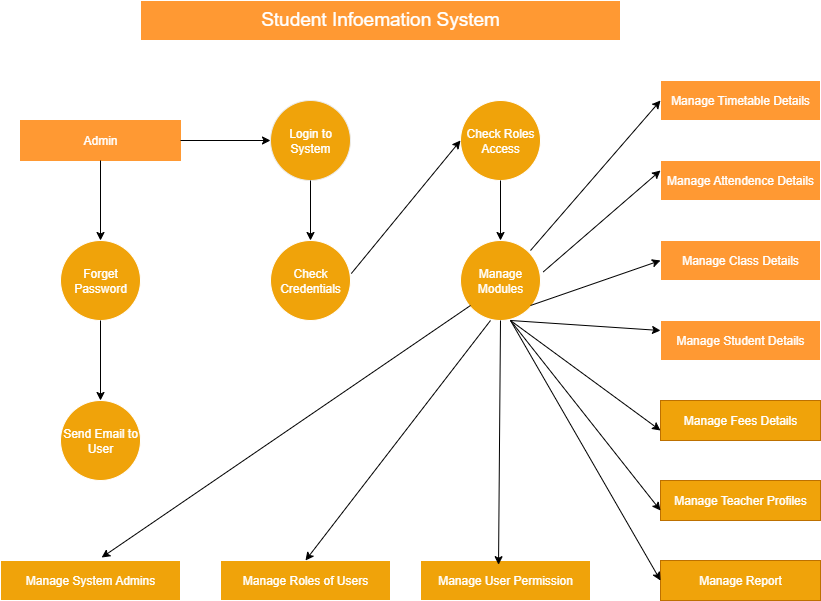 Student Infoemation System
Manage Timetable Details
Admin
Login to
System
Check Roles
Access
Manage Attendence Details
Forget
Password
Check
Credentials
Manage
Modules
Manage Class Details
Manage Student Details
Manage Fees Details
Send Email to
User
Manage Teacher Profiles
Manage System Admins
Manage Roles of Users
Manage User Permission
Manage Report